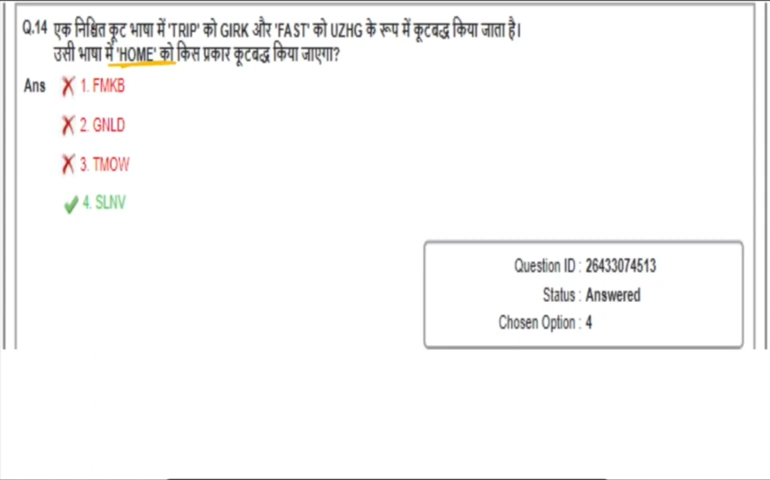 Q.14 एक निश्चित कूट भाषा में 'TRIP' को GIRK और 'FAST' को UZHG के रूप में कूटबद्ध किया जाता है।
उसी भाषा में 'HOME' को किस प्रकार कूटबद्ध किया जाएगा?
Ans 1. FMKB
2. GNLD
3. TMOW
4. SLNV
Question ID : 26433074513
Status : Answered
Chosen Option : 4